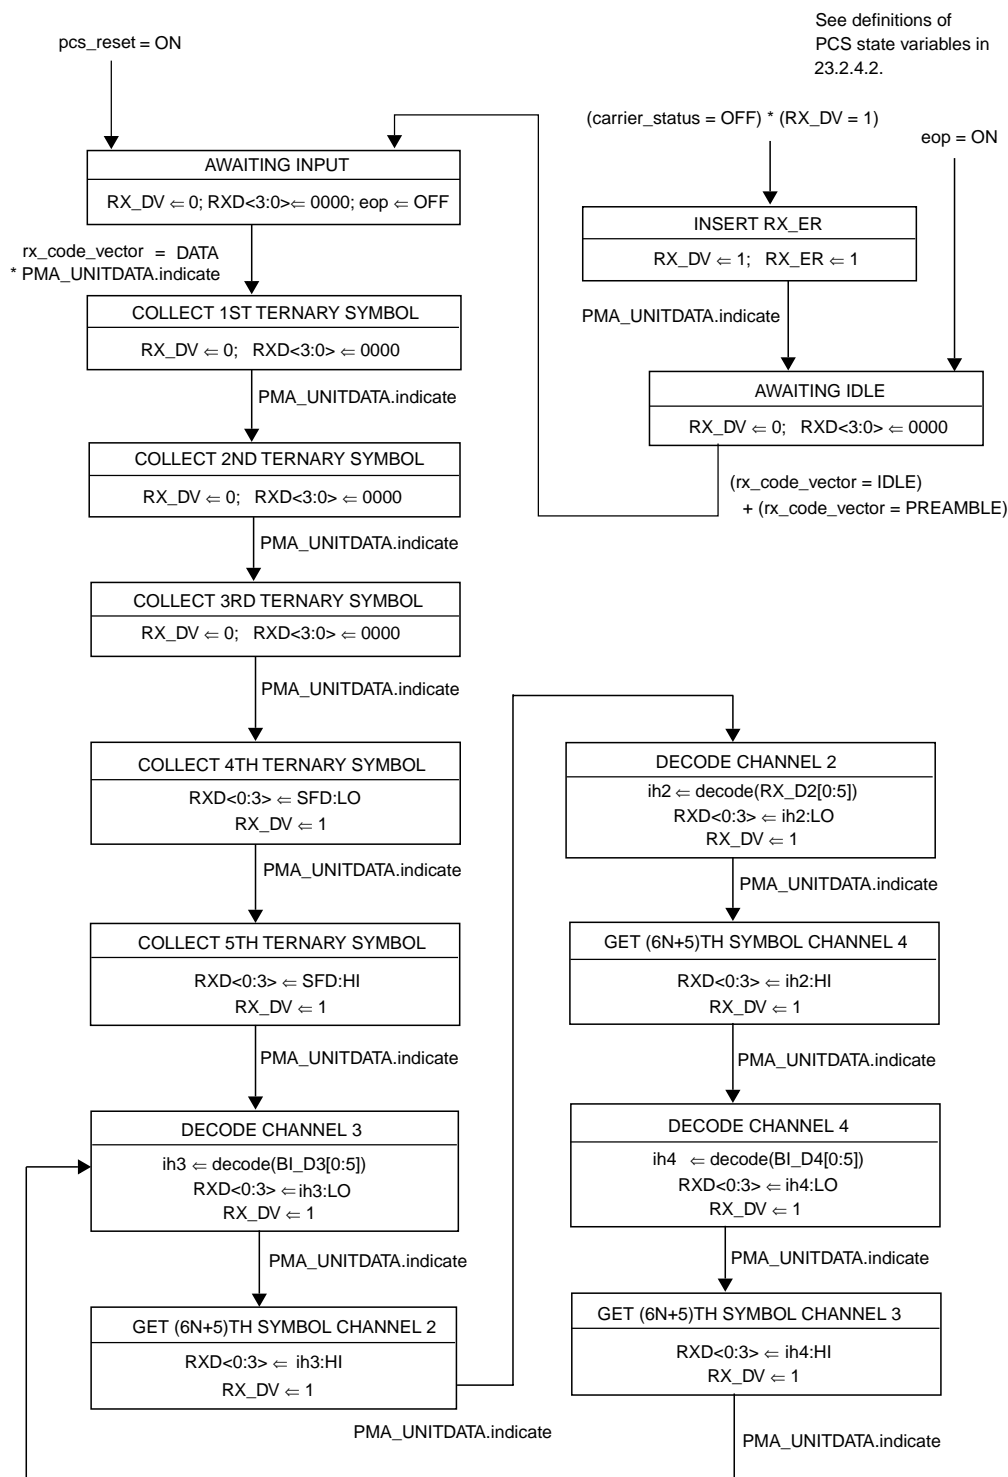 See definitions of
PCS state variables in
23.2.4.2.
pcs_reset = ON
(carrier_status = OFF) * (RX_DV = 1)
eop = ON
AWAITING INPUT
RX_DV ⇐ 0; RXD<3:0> ⇐ 0000; eop ⇐ OFF
rx_code_vector = DATA
* PMA_UNITDATA.indicate
INSERT RX_ER
RX_DV ⇐ 1; RX_ER ⇐ 1
PMA_UNITDATA.indicate
AWAITING IDLE
RX_DV ⇐ 0; RXD<3:0> ⇐ 0000
(rx_code_vector = IDLE)
+ (rx_code_vector = PREAMBLE)
COLLECT 1ST TERNARY SYMBOL
RX_DV ⇐ 0; RXD<3:0> ⇐ 0000
PMA_UNITDATA.indicate
COLLECT 2ND TERNARY SYMBOL
RX_DV ⇐ 0; RXD<3:0> ⇐ 0000
PMA_UNITDATA.indicate
COLLECT 3RD TERNARY SYMBOL
RX_DV ⇐ 0; RXD<3:0> ⇐ 0000
PMA_UNITDATA.indicate
COLLECT 4TH TERNARY SYMBOL
RXD<0:3> ⇐ SFD:LO
RX_DV ⇐ 1
PMA_UNITDATA.indicate
COLLECT 5TH TERNARY SYMBOL
RXD<0:3> ⇐ SFD:HI
RX_DV ⇐ 1
PMA_UNITDATA.indicate
DECODE CHANNEL 3
ih3 ⇐ decode(BI_D3[0:5])
RXD<0:3> ⇐ ih3:LO
RX_DV ⇐ 1
PMA_UNITDATA.indicate
GET (6N+5)TH SYMBOL CHANNEL 2
RXD<0:3> ⇐ ih3:HI
RX_DV ⇐ 1
PMA_UNITDATA.indicate
DECODE CHANNEL 2
ih2 ⇐ decode(RX_D2[0:5])
RXD<0:3> ⇐ ih2:LO
RX_DV ⇐ 1
PMA_UNITDATA.indicate
GET (6N+5)TH SYMBOL CHANNEL 4
RXD<0:3> ⇐ ih2:HI
RX_DV ⇐ 1
PMA_UNITDATA.indicate
DECODE CHANNEL 4
ih4 ⇐ decode(BI_D4[0:5])
RXD<0:3> ⇐ ih4:LO
RX_DV ⇐ 1
PMA_UNITDATA.indicate
GET (6N+5)TH SYMBOL CHANNEL 3
RXD<0:3> ⇐ ih4:HI
RX_DV ⇐ 1
PMA_UNITDATA.indicate